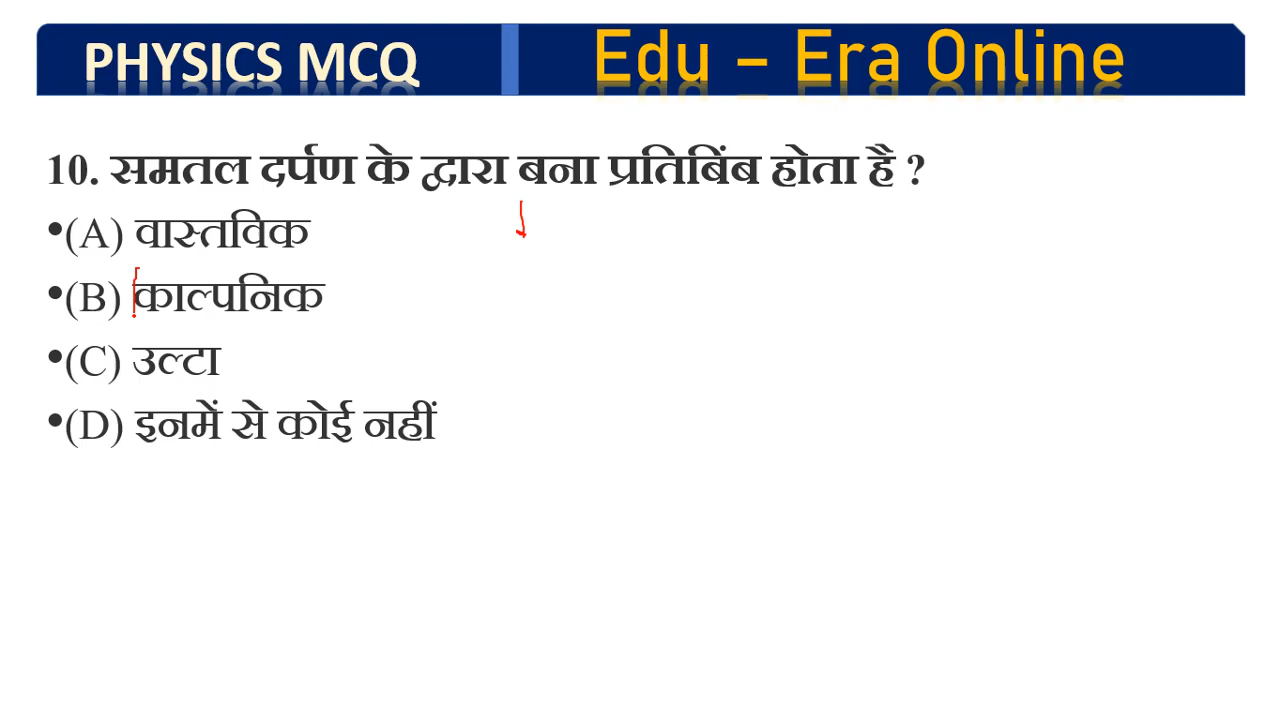 PHYSICS MCQ Edu – Era Online
10. समतल दर्पण के द्वारा बना प्रतिबिंब होता है ?
•(A) वास्तविक
•(B) काल्पनिक
•(C) उल्टा
•(D) इनमें से कोई नहीं